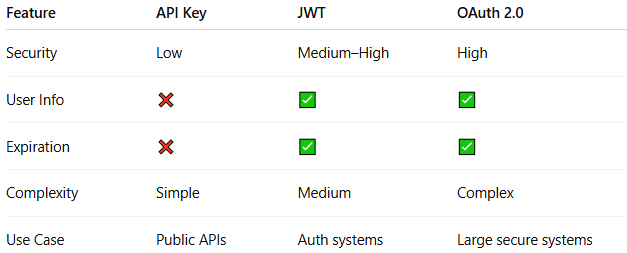 Feature API Key JWT OAuth 2.0
Security Low Medium–High High
User Info ❌ ✅ ✅
Expiration ❌ ✅ ✅
Complexity Simple Medium Complex
Use Case Public APIs Auth systems Large secure systems